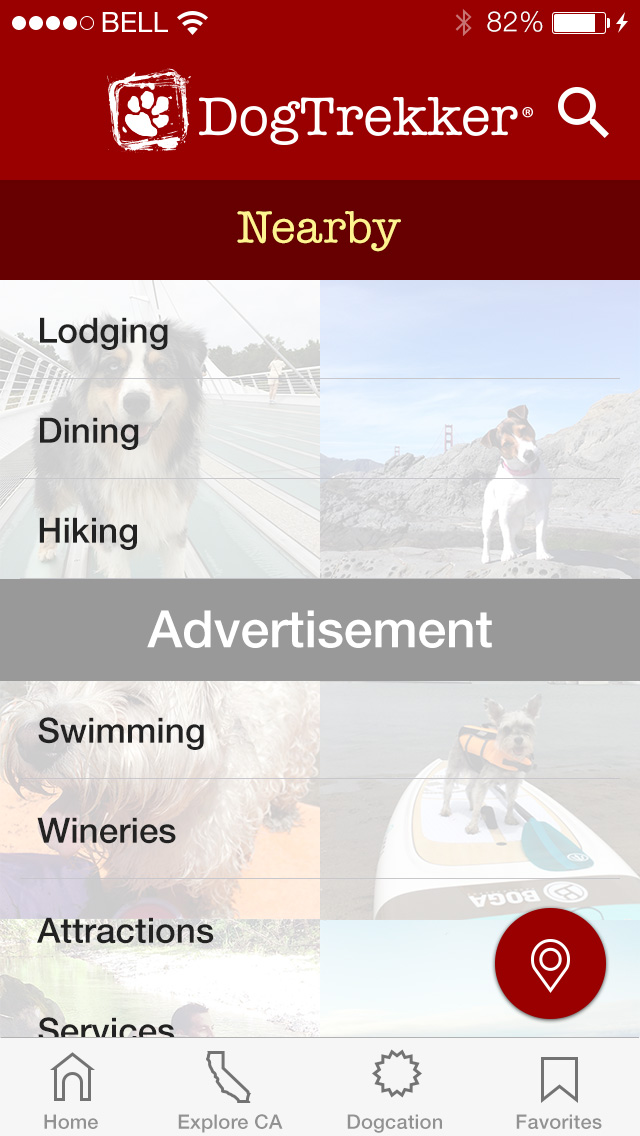 BELL 82%
DogTrekker®
Nearby
Lodging
Dining
Hiking
Advertisement
Swimming
Wineries
BOGA
Attractions
Services
Home Explore CA Dogcation Favorites